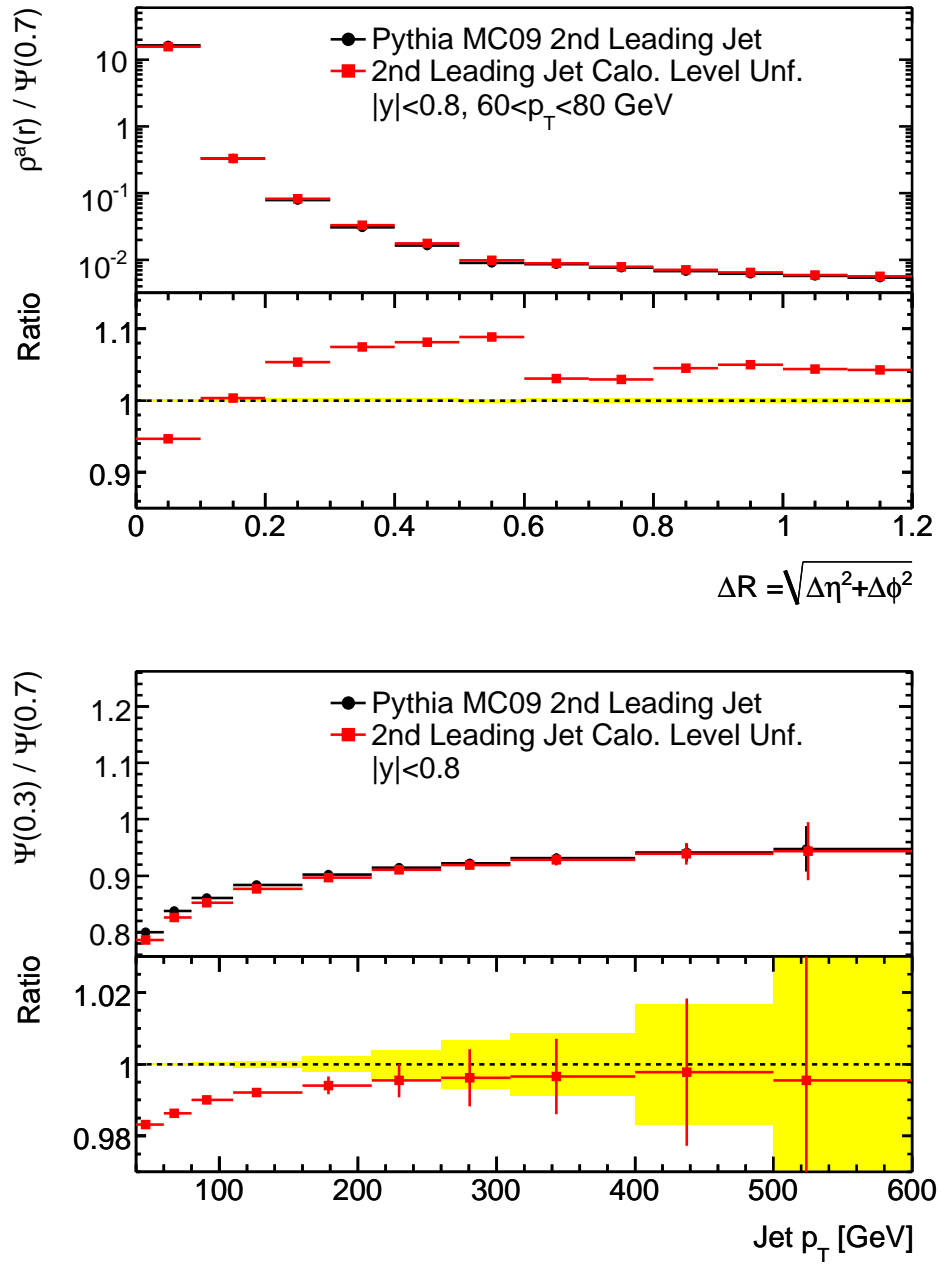 ρᵃ(r) / Ψ(0.7)
10
1
10⁻¹
10⁻²
Pythia MC09 2nd Leading Jet
2nd Leading Jet Calo. Level Unf.
|y|<0.8, 60<p_T<80 GeV
Ratio
1.1
1
0.9
0 0.2 0.4 0.6 0.8 1 1.2
ΔR = √Δη²+Δϕ²
Ψ(0.3) / Ψ(0.7)
1.2
1.1
1
0.9
0.8
Pythia MC09 2nd Leading Jet
2nd Leading Jet Calo. Level Unf.
|y|<0.8
Ratio
1.02
1
0.98
100 200 300 400 500 600
Jet p_T [GeV]